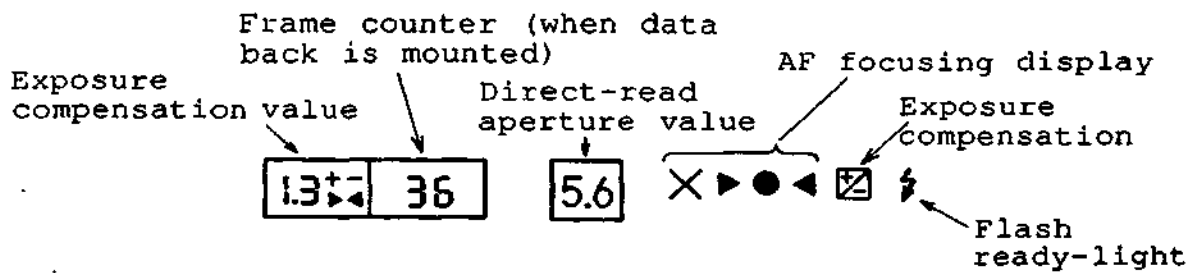 Frame counter (when data
back is mounted)
Exposure
compensation value
Direct-read
aperture value
AF focusing display
Exposure
compensation
1.3 +- 36
5.6
Flash
ready-light